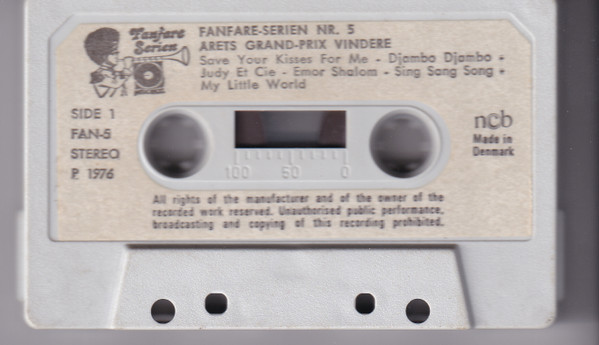 Fanfare
Serien
FANFARE-SERIEN NR. 5
ARETS GRAND-PRIX VINDERE
Save Your Kisses For Me - Djambo Djambo -
Judy Et Cie - Emor Shalom - Sing Sang Song -
My Little World
SIDE 1
FAN-5
STEREO
P 1976
100 50 0
ncb
Made in
Denmark
All rights of the manufacturer and of the owner of the
recorded work reserved. Unauthorised public performance,
broadcasting and copying of this recording prohibited.